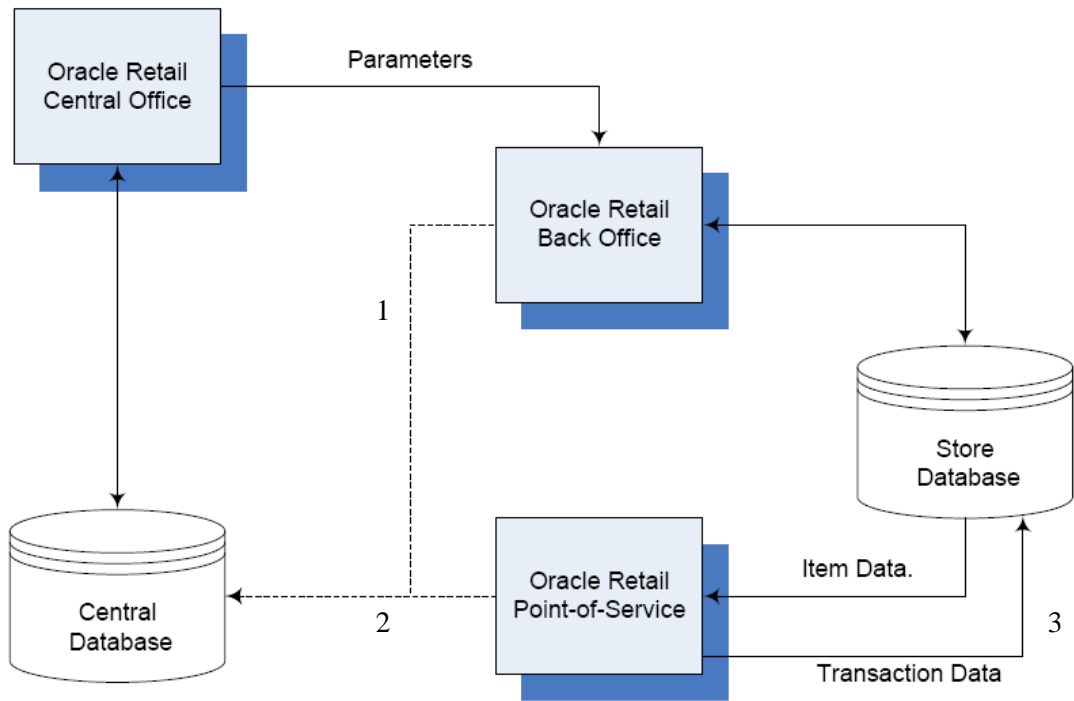 Oracle Retail
Central Office
Parameters
Oracle Retail
Back Office
1
Store
Database
Item Data.
Oracle Retail
Point-of-Service
Central
Database
2
3
Transaction Data